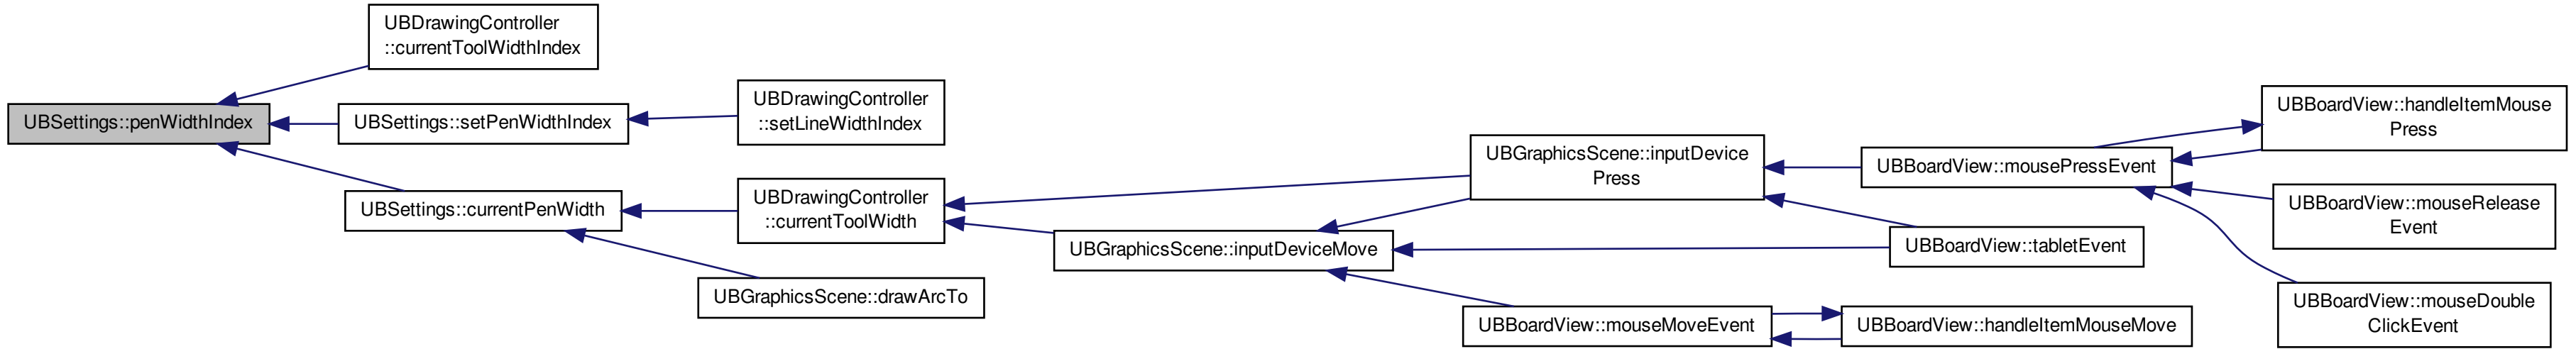 UBSettings::penWidthIndex
UBDrawingController
::currentToolWidthIndex
UBSettings::setPenWidthIndex
UBSettings::currentPenWidth
UBDrawingController
::setLineWidthIndex
UBDrawingController
::currentToolWidth
UBGraphicsScene::drawArcTo
UBGraphicsScene::inputDeviceMove
UBGraphicsScene::inputDevice
Press
UBBoardView::mouseMoveEvent
UBBoardView::mousePressEvent
UBBoardView::tabletEvent
UBBoardView::handleItemMouseMove
UBBoardView::handleItemMouse
Press
UBBoardView::mouseRelease
Event
UBBoardView::mouseDouble
ClickEvent